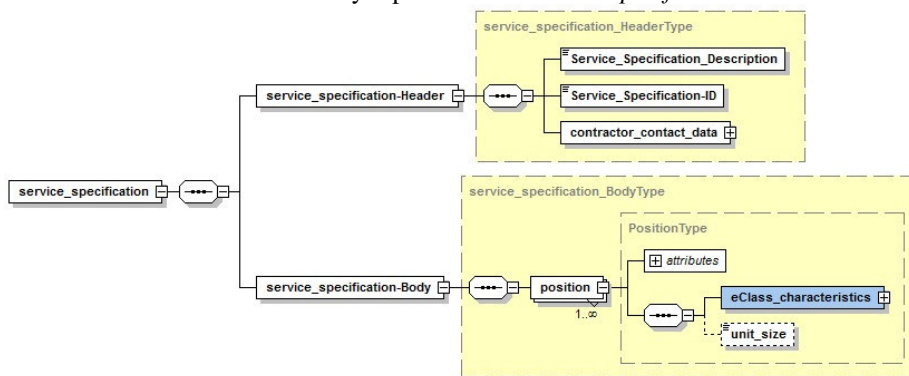 service_specification_HeaderType
Service_Specification_Description
service_specification-Header
Service_Specification-ID
contractor_contact_data
service_specification
service_specification_BodyType
PositionType
attributes
service_specification-Body
position
eClass_characteristics
1..∞
unit_size